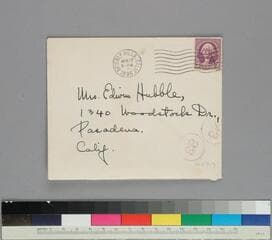 Mrs. Edwin Hubble,
1340 Woodstock Dr.,
Pasadena.
Calif.